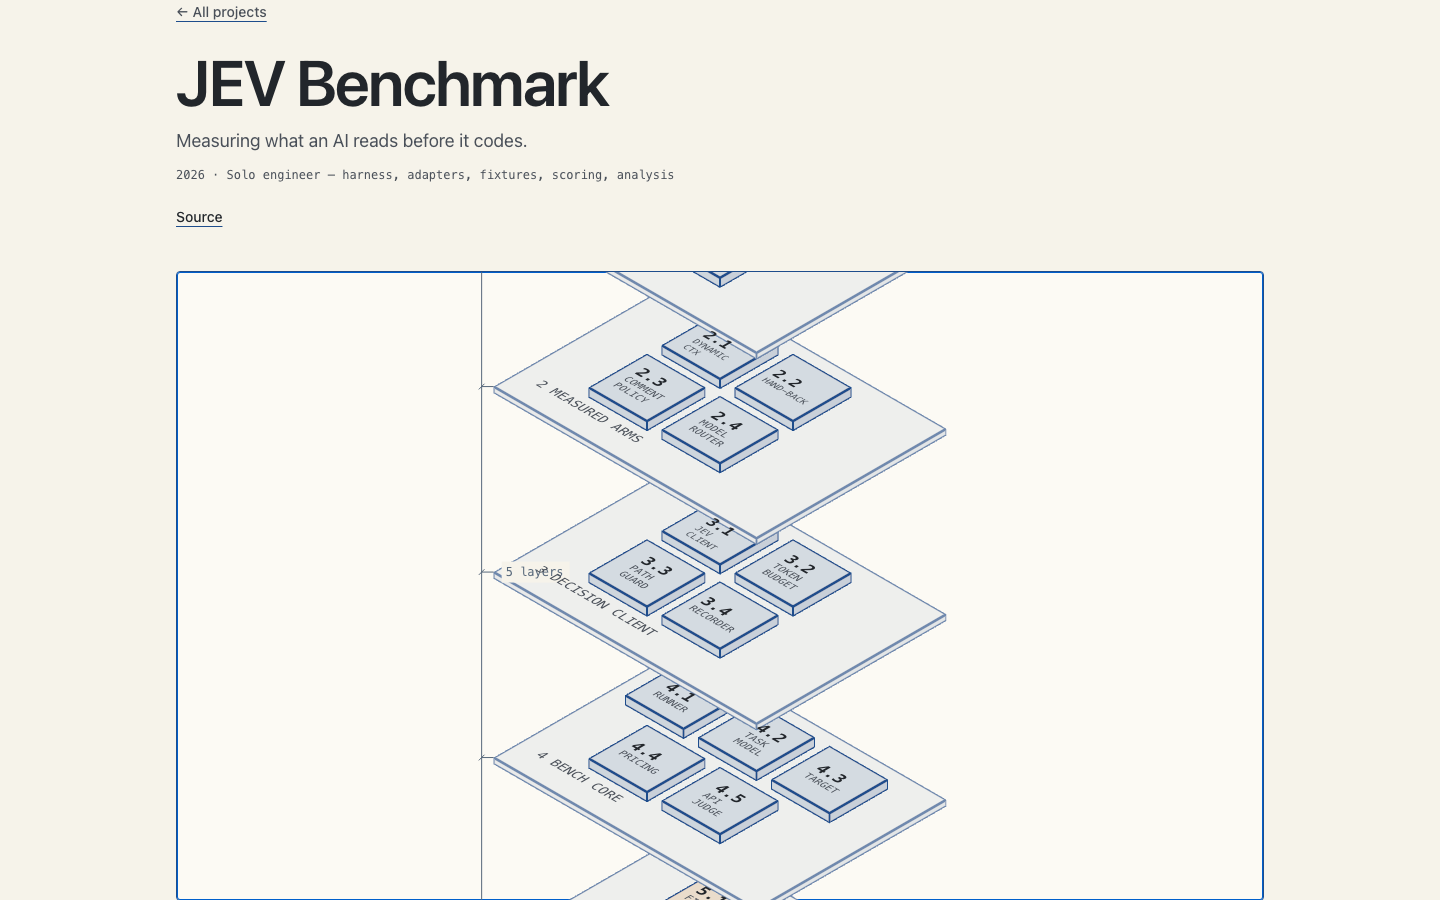 ← All projects
JEV Benchmark
Measuring what an AI reads before it codes.
2026 · Solo engineer — harness, adapters, fixtures, scoring, analysis
Source
2.1
DYNAMIC
CTX
2.2
HAND-BACK
2.3
COMMENT
POLICY
2.4
MODEL
ROUTER
2 MEASURED ARMS
3.1
JEV
CLIENT
3.2
TOKEN
BUDGET
3.3
PATH
GUARD
3.4
RECORDER
5 layers
3 DECISION CLIENT
4.1
RUNNER
4.2
TASK
MODEL
4.3
TARGET
4.4
PRICING
4.5
API
JUDGE
4 BENCH CORE
5.1